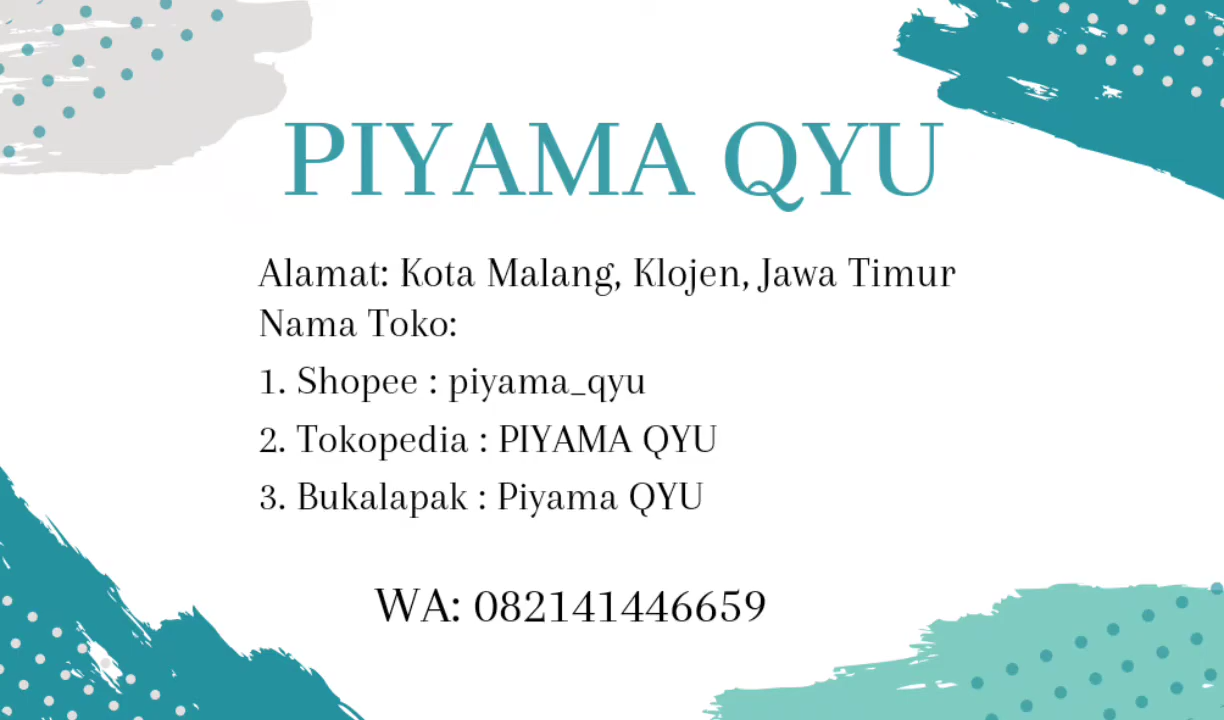 PIYAMA QYU
Alamat: Kota Malang, Klojen, Jawa Timur
Nama Toko:
1. Shopee : piyama_qyu
2. Tokopedia : PIYAMA QYU
3. Bukalapak : Piyama QYU
WA: 082141446659